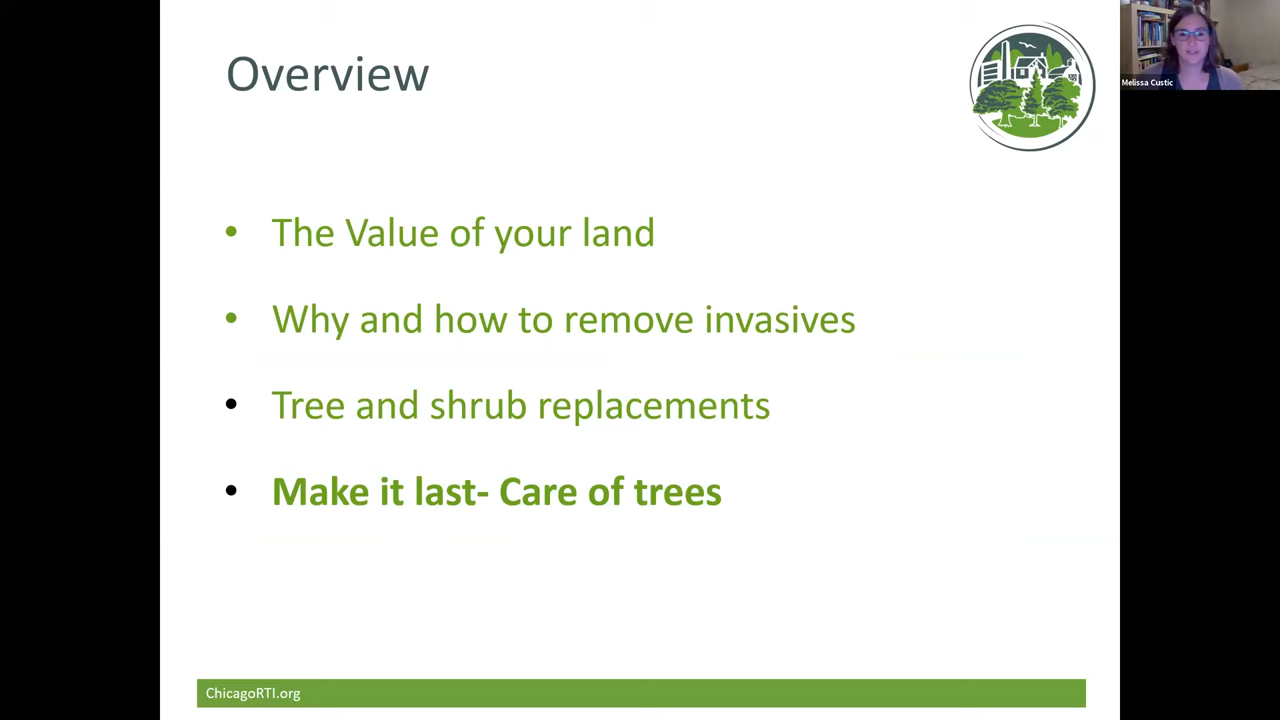 Overview
Melissa Custic
• The Value of your land
• Why and how to remove invasives
• Tree and shrub replacements
• Make it last- Care of trees
ChicagoRTI.org